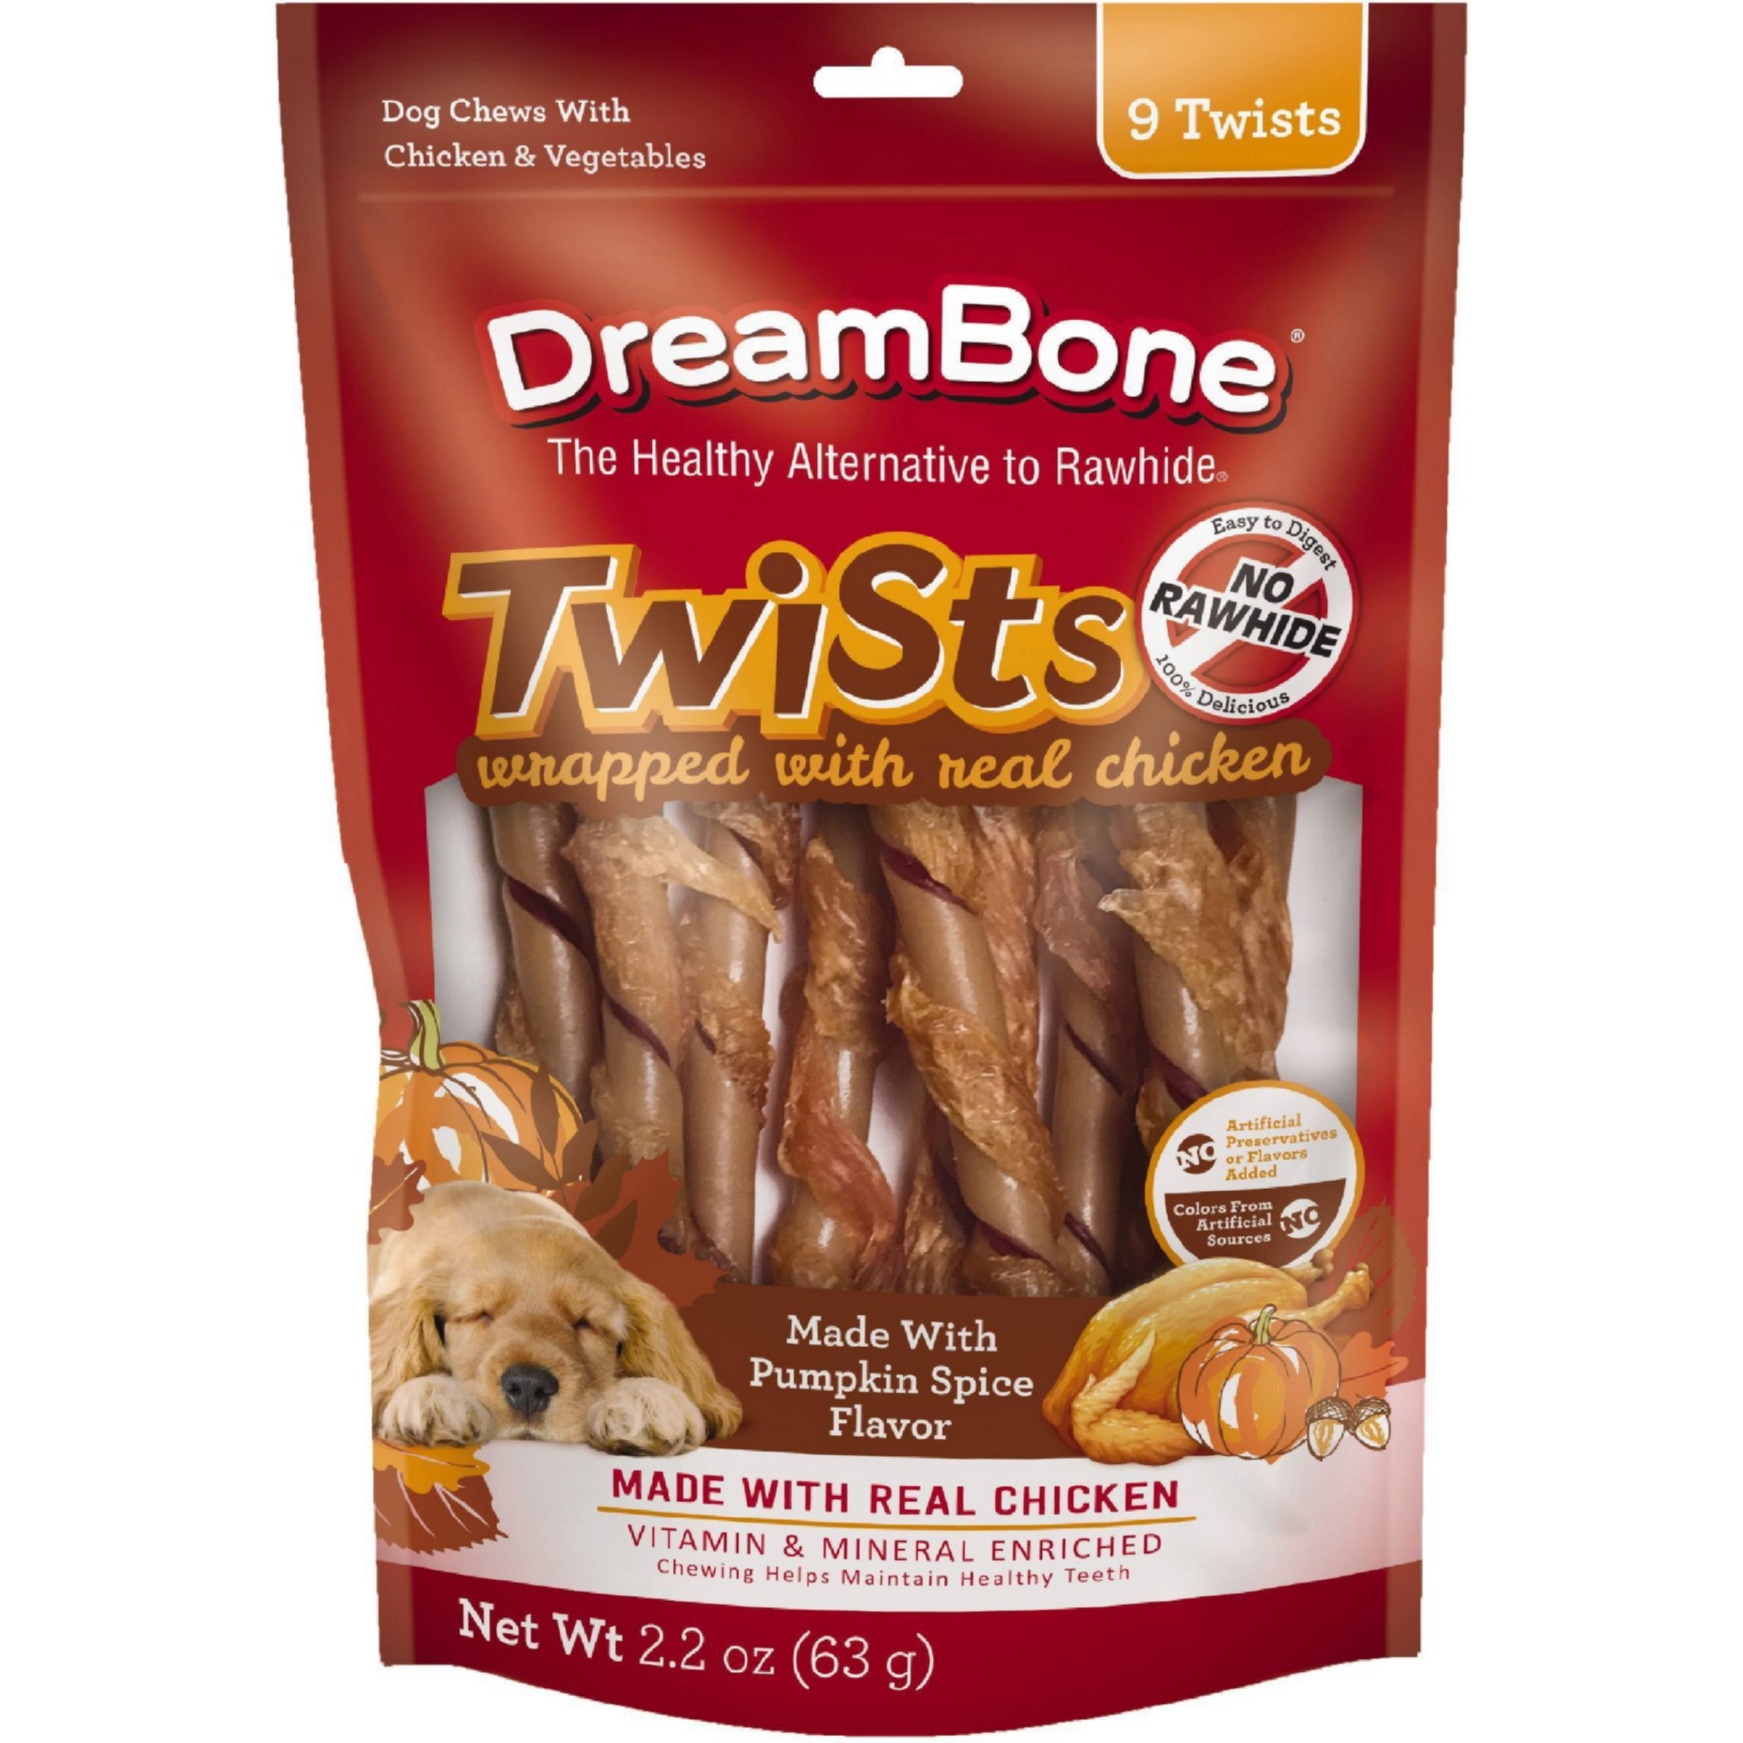 Dog Chews With
Chicken & Vegetables
9 Twists
DreamBone®
The Healthy Alternative to Rawhide®
Easy to Digest
NO
RAWHIDE
100% Delicious
TwiSts
wrapped with real chicken
NO
Artificial
Preservatives
or Flavors
Added
Colors From
Artificial
Sources
NO
Made With
Pumpkin Spice
Flavor
MADE WITH REAL CHICKEN
VITAMIN & MINERAL ENRICHED
Chewing Helps Maintain Healthy Teeth
Net Wt 2.2 oz (63 g)